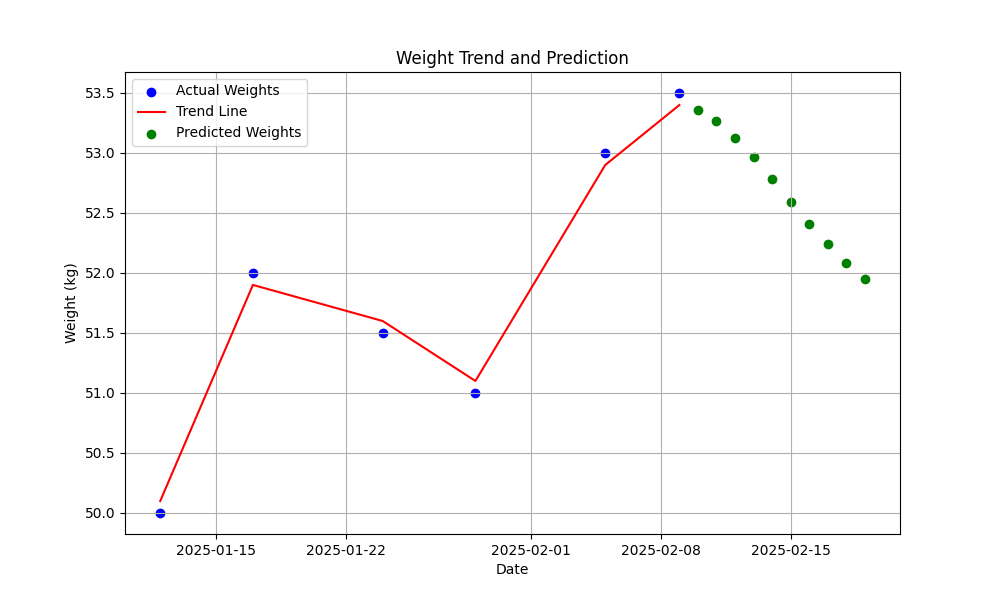 Weight Trend and Prediction
Actual Weights
Trend Line
Predicted Weights
53.5
53.0
52.5
52.0
51.5
51.0
50.5
50.0
Weight (kg)
2025-01-15 2025-01-22 2025-02-01 2025-02-08 2025-02-15
Date